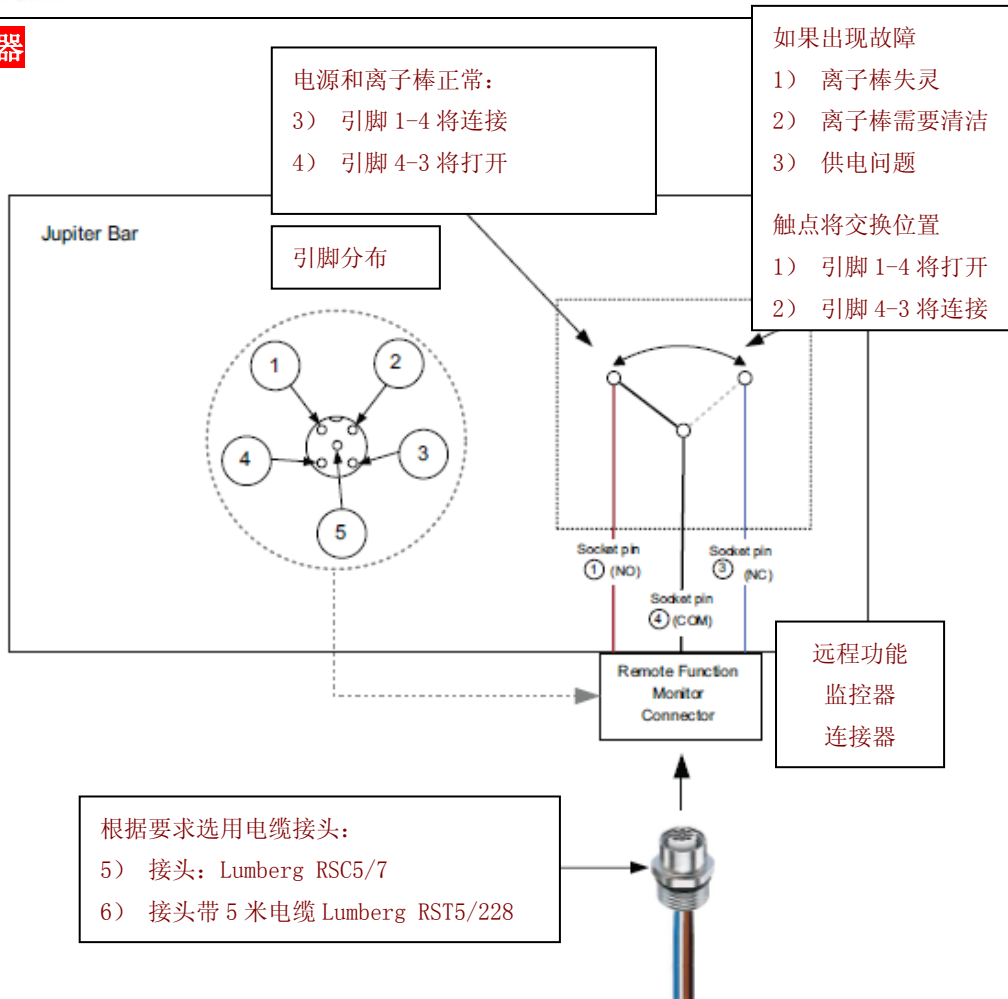 器
电源和离子棒正常:
3） 引脚 1-4 将连接
4） 引脚 4-3 将打开
如果出现故障
1） 离子棒失灵
2） 离子棒需要清洁
3） 供电问题
触点将交换位置
1） 引脚 1-4 将打开
2） 引脚 4-3 将连接
Jupiter Bar
引脚分布
1
2
4
3
5
Socket pin
1 (NO)
Socket pin
3 (NC)
Socket pin
4 (COM)
Remote Function
Monitor
Connector
远程功能
监控器
连接器
根据要求选用电缆接头:
5） 接头: Lumberg RSC5/7
6） 接头带 5 米电缆 Lumberg RST5/228